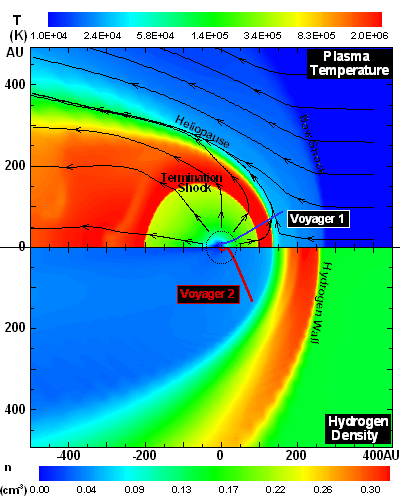 T
(K)
1.0E+04 2.4E+04 5.8E+04 1.4E+05 3.4E+05 8.3E+05 2.0E+06
AU
Plasma
Temperature
400
Heliopause
200
Termination
Shock
Voyager 1
0
Voyager 2
Hydrogen Wall
200
400
Hydrogen
Density
-400 -200 0 200 400AU
n
(cm⁻³)
0.00 0.04 0.09 0.13 0.17 0.22 0.26 0.30